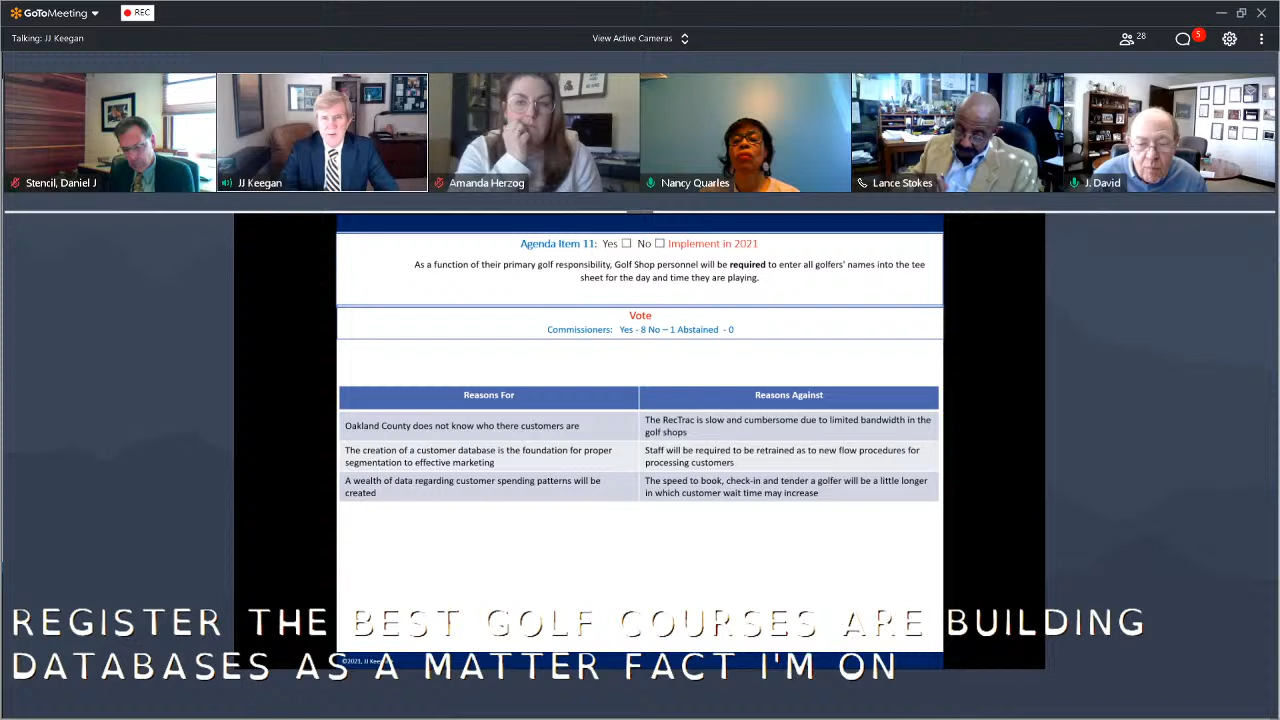 GoToMeeting
REC
Talking: JJ Keegan
View Active Cameras
28
5
Stencil, Daniel J
JJ Keegan
Amanda Herzog
Nancy Quarles
Lance Stokes
J. David
Agenda Item 11: Yes ☐ No ☐ Implement in 2021
As a function of their primary golf responsibility, Golf Shop personnel will be required to enter all golfers' names into the tee
sheet for the day and time they are playing.
Vote
Commissioners: Yes - 8 No – 1 Abstained - 0
Reasons For
Reasons Against
Oakland County does not know who there customers are
The RecTrac is slow and cumbersome due to limited bandwidth in the
golf shops
The creation of a customer database is the foundation for proper
segmentation to effective marketing
Staff will be required to be retrained as to new flow procedures for
processing customers
A wealth of data regarding customer spending patterns will be
created
The speed to book, check-in and tender a golfer will be a little longer
in which customer wait time may increase
REGISTER THE BEST GOLF COURSES ARE BUILDING
DATABASES AS A MATTER FACT I'M ON
©2021, JJ